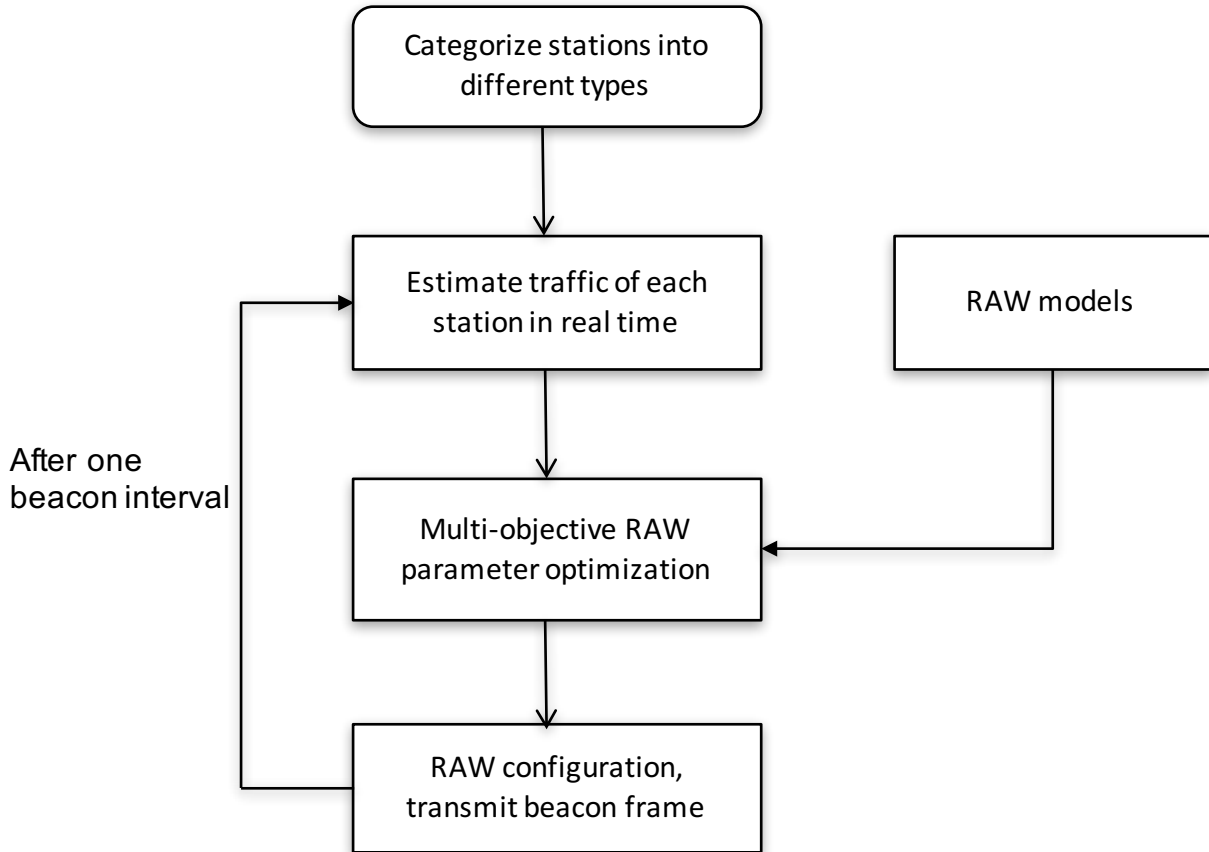 Categorize stations into
different types
Estimate traffic of each
station in real time
RAW models
After one
beacon interval
Multi-objective RAW
parameter optimization
RAW configuration,
transmit beacon frame